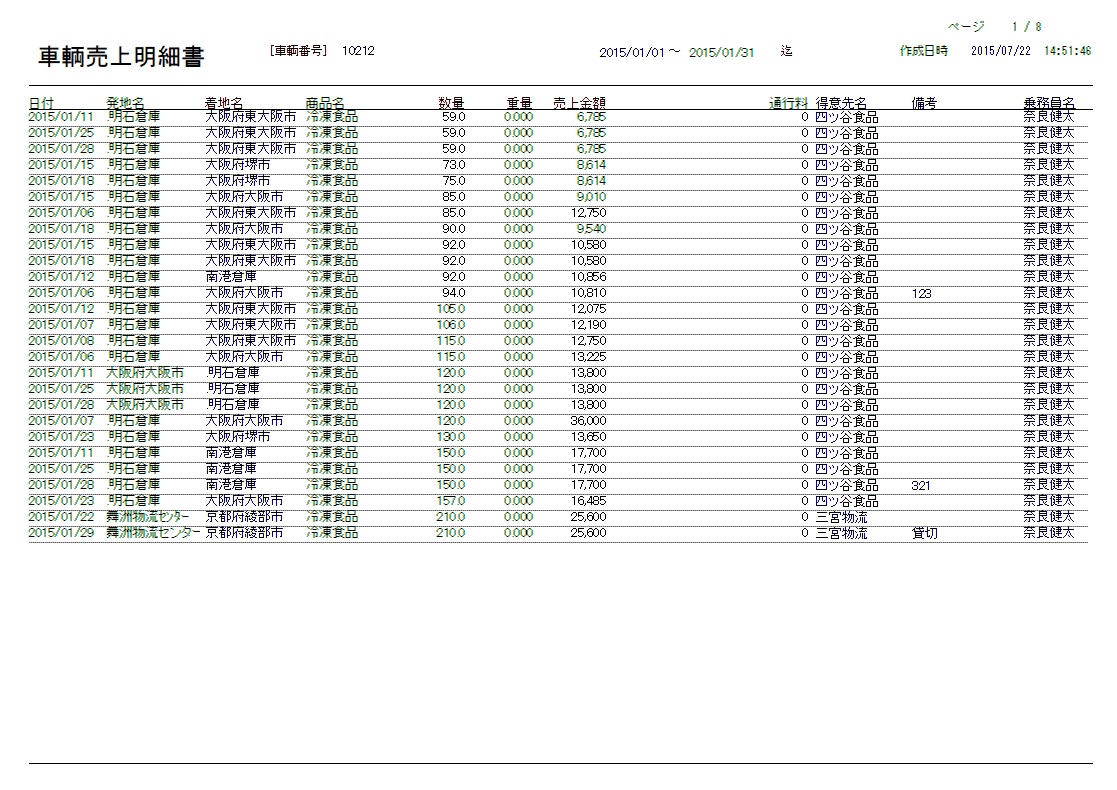 ページ 1 / 8
車輌売上明細書 [車輌番号] 10212 2015/01/01 ～ 2015/01/31 迄 作成日時 2015/07/22 14:51:46
日付 発地名 着地名 商品名 数量 重量 売上金額 通行料 得意先名 備考 乗務員名
2015/01/11 .明石倉庫 大阪府東大阪市 冷凍食品 59.0 0.000 6,785 0 四ツ谷食品 奈良健太
2015/01/25 .明石倉庫 大阪府東大阪市 冷凍食品 59.0 0.000 6,785 0 四ツ谷食品 奈良健太
2015/01/28 .明石倉庫 大阪府東大阪市 冷凍食品 59.0 0.000 6,785 0 四ツ谷食品 奈良健太
2015/01/15 .明石倉庫 大阪府堺市 冷凍食品 73.0 0.000 8,614 0 四ツ谷食品 奈良健太
2015/01/18 .明石倉庫 大阪府堺市 冷凍食品 75.0 0.000 8,614 0 四ツ谷食品 奈良健太
2015/01/15 .明石倉庫 大阪府大阪市 冷凍食品 85.0 0.000 9,010 0 四ツ谷食品 奈良健太
2015/01/06 .明石倉庫 大阪府東大阪市 冷凍食品 85.0 0.000 12,750 0 四ツ谷食品 奈良健太
2015/01/18 .明石倉庫 大阪府大阪市 冷凍食品 90.0 0.000 9,540 0 四ツ谷食品 奈良健太
2015/01/15 .明石倉庫 大阪府東大阪市 冷凍食品 92.0 0.000 10,580 0 四ツ谷食品 奈良健太
2015/01/18 .明石倉庫 大阪府東大阪市 冷凍食品 92.0 0.000 10,580 0 四ツ谷食品 奈良健太
2015/01/12 .明石倉庫 南港倉庫 冷凍食品 92.0 0.000 10,856 0 四ツ谷食品 奈良健太
2015/01/06 .明石倉庫 大阪府大阪市 冷凍食品 94.0 0.000 10,810 0 四ツ谷食品 123 奈良健太
2015/01/12 .明石倉庫 大阪府東大阪市 冷凍食品 105.0 0.000 12,075 0 四ツ谷食品 奈良健太
2015/01/07 .明石倉庫 大阪府東大阪市 冷凍食品 106.0 0.000 12,190 0 四ツ谷食品 奈良健太
2015/01/08 .明石倉庫 大阪府東大阪市 冷凍食品 115.0 0.000 12,750 0 四ツ谷食品 奈良健太
2015/01/06 .明石倉庫 大阪府大阪市 冷凍食品 115.0 0.000 13,225 0 四ツ谷食品 奈良健太
2015/01/11 大阪府大阪市 .明石倉庫 冷凍食品 120.0 0.000 13,800 0 四ツ谷食品 奈良健太
2015/01/25 大阪府大阪市 .明石倉庫 冷凍食品 120.0 0.000 13,800 0 四ツ谷食品 奈良健太
2015/01/28 大阪府大阪市 .明石倉庫 冷凍食品 120.0 0.000 13,800 0 四ツ谷食品 奈良健太
2015/01/07 .明石倉庫 大阪府大阪市 冷凍食品 120.0 0.000 36,000 0 四ツ谷食品 奈良健太
2015/01/23 .明石倉庫 大阪府堺市 冷凍食品 130.0 0.000 13,650 0 四ツ谷食品 奈良健太
2015/01/11 .明石倉庫 南港倉庫 冷凍食品 150.0 0.000 17,700 0 四ツ谷食品 奈良健太
2015/01/25 .明石倉庫 南港倉庫 冷凍食品 150.0 0.000 17,700 0 四ツ谷食品 奈良健太
2015/01/28 .明石倉庫 南港倉庫 冷凍食品 150.0 0.000 17,700 0 四ツ谷食品 321 奈良健太
2015/01/23 .明石倉庫 大阪府大阪市 冷凍食品 157.0 0.000 16,485 0 四ツ谷食品 奈良健太
2015/01/22 舞洲物流ｾﾝﾀｰ 京都府綾部市 冷凍食品 210.0 0.000 25,600 0 三宮物流 奈良健太
2015/01/29 舞洲物流センター 京都府綾部市 冷凍食品 210.0 0.000 25,600 0 三宮物流 貸切 奈良健太